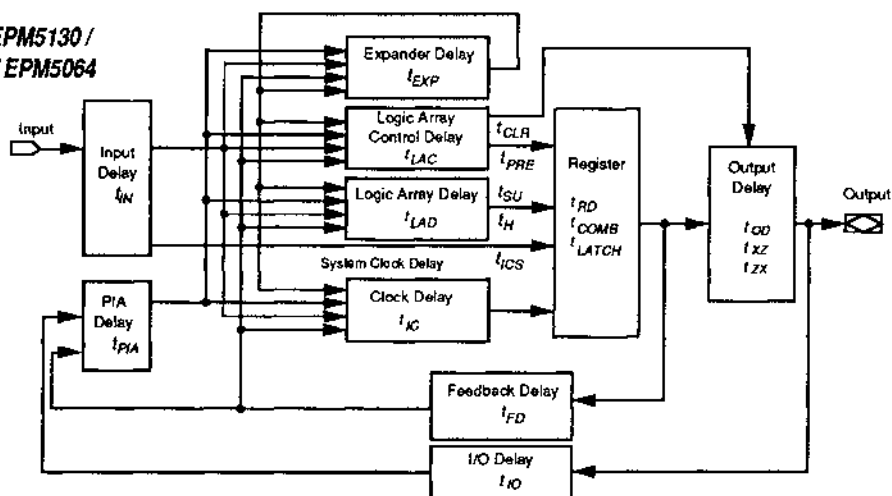 EPM5130 /
EPM5064
Input
Input
Delay
tIN
PIA
Delay
tPIA
Expander Delay
tEXP
Logic Array
Control Delay
tLAC
Logic Array Delay
tLAD
System Clock Delay
Clock Delay
tIC
tCLR
tPRE
tSU
tH
tICS
Register
tRD
tCOMB
tLATCH
Output
Delay
tOD
tXZ
tZX
Output
Feedback Delay
tFD
I/O Delay
tIO